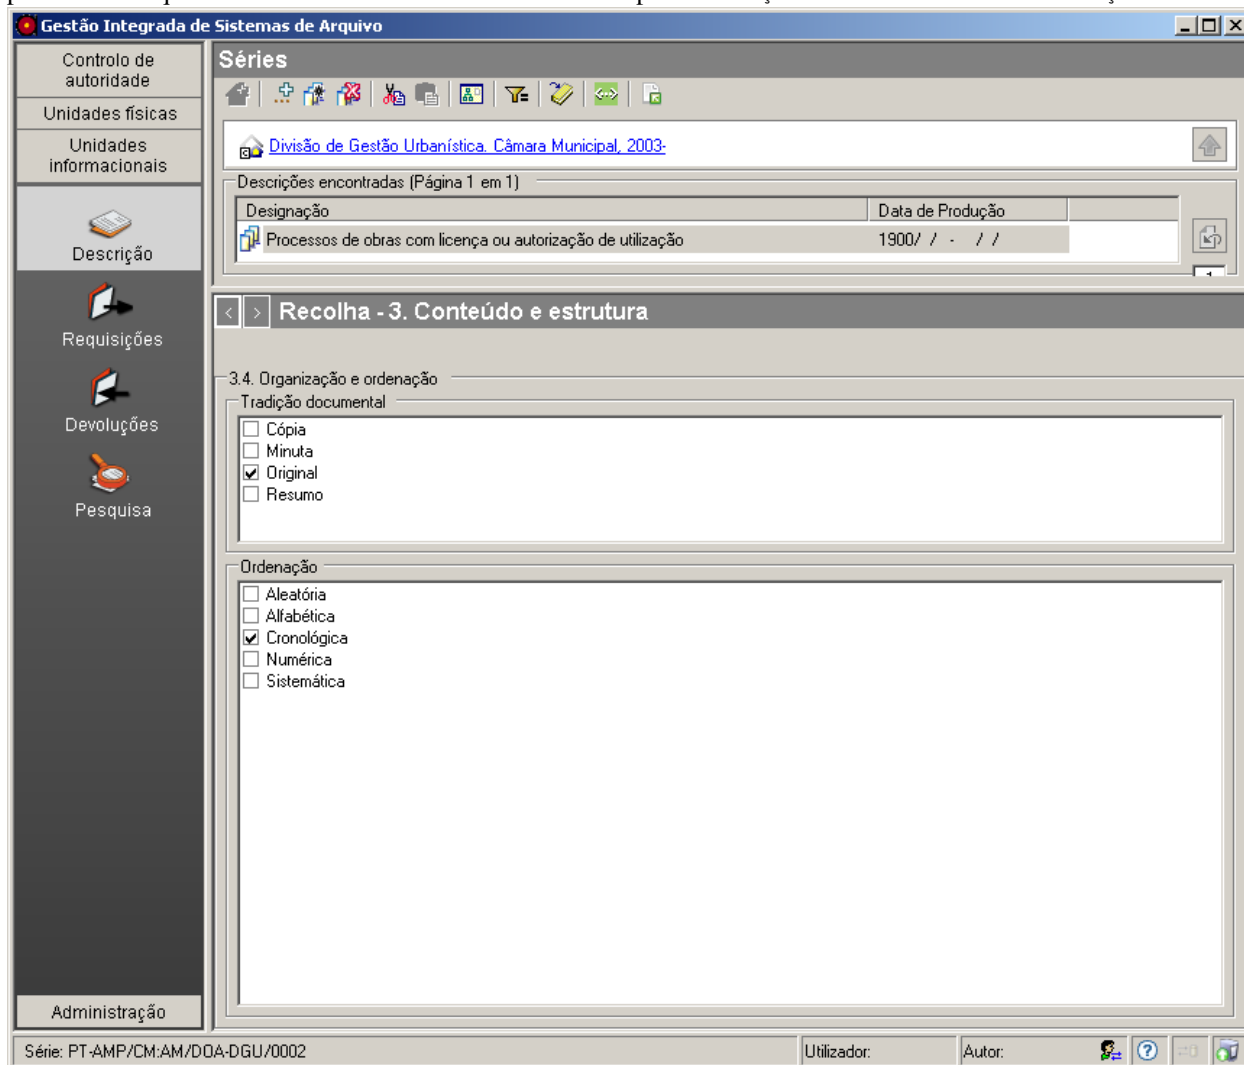 Gestão Integrada de Sistemas de Arquivo
Controlo de
autoridade
Unidades físicas
Unidades
informacionais
Descrição
Requisições
Devoluções
Pesquisa
Administração
Séries
Divisão de Gestão Urbanística. Câmara Municipal, 2003-
Descrições encontradas (Página 1 em 1)
Designação Data de Produção
Processos de obras com licença ou autorização de utilização 1900/ / - / /
Recolha - 3. Conteúdo e estrutura
3.4. Organização e ordenação
Tradição documental
Cópia
Minuta
Original
Resumo
Ordenação
Aleatória
Alfabética
Cronológica
Numérica
Sistemática
Série: PT-AMP/CM:AM/DOA-DGU/0002 Utilizador: Autor: